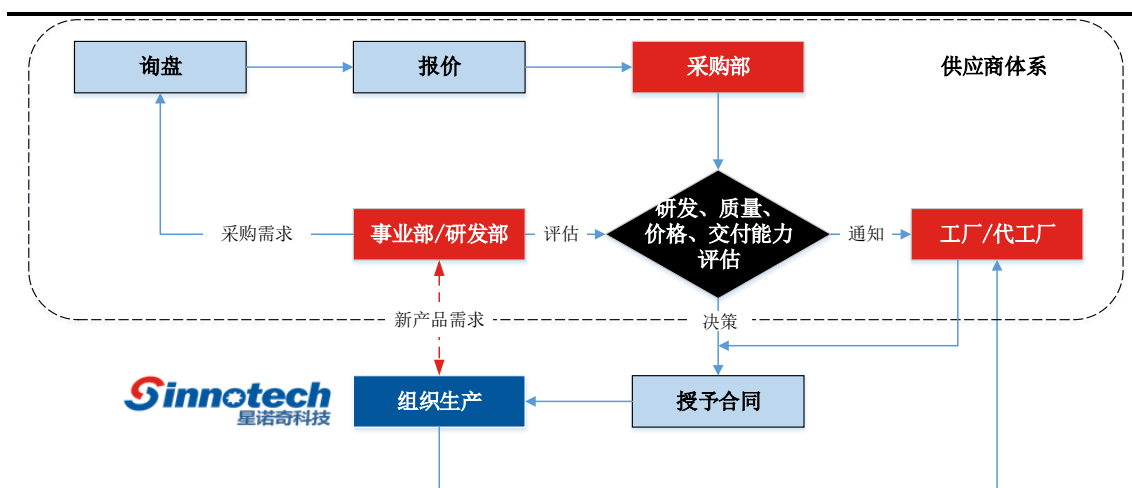 询盘
报价
采购部
供应商体系
采购需求
事业部/研发部
评估
研发、质量、
价格、交付能力
评估
通知
工厂/代工厂
新产品需求
决策
Sinnotech
星诺奇科技
组织生产
授予合同